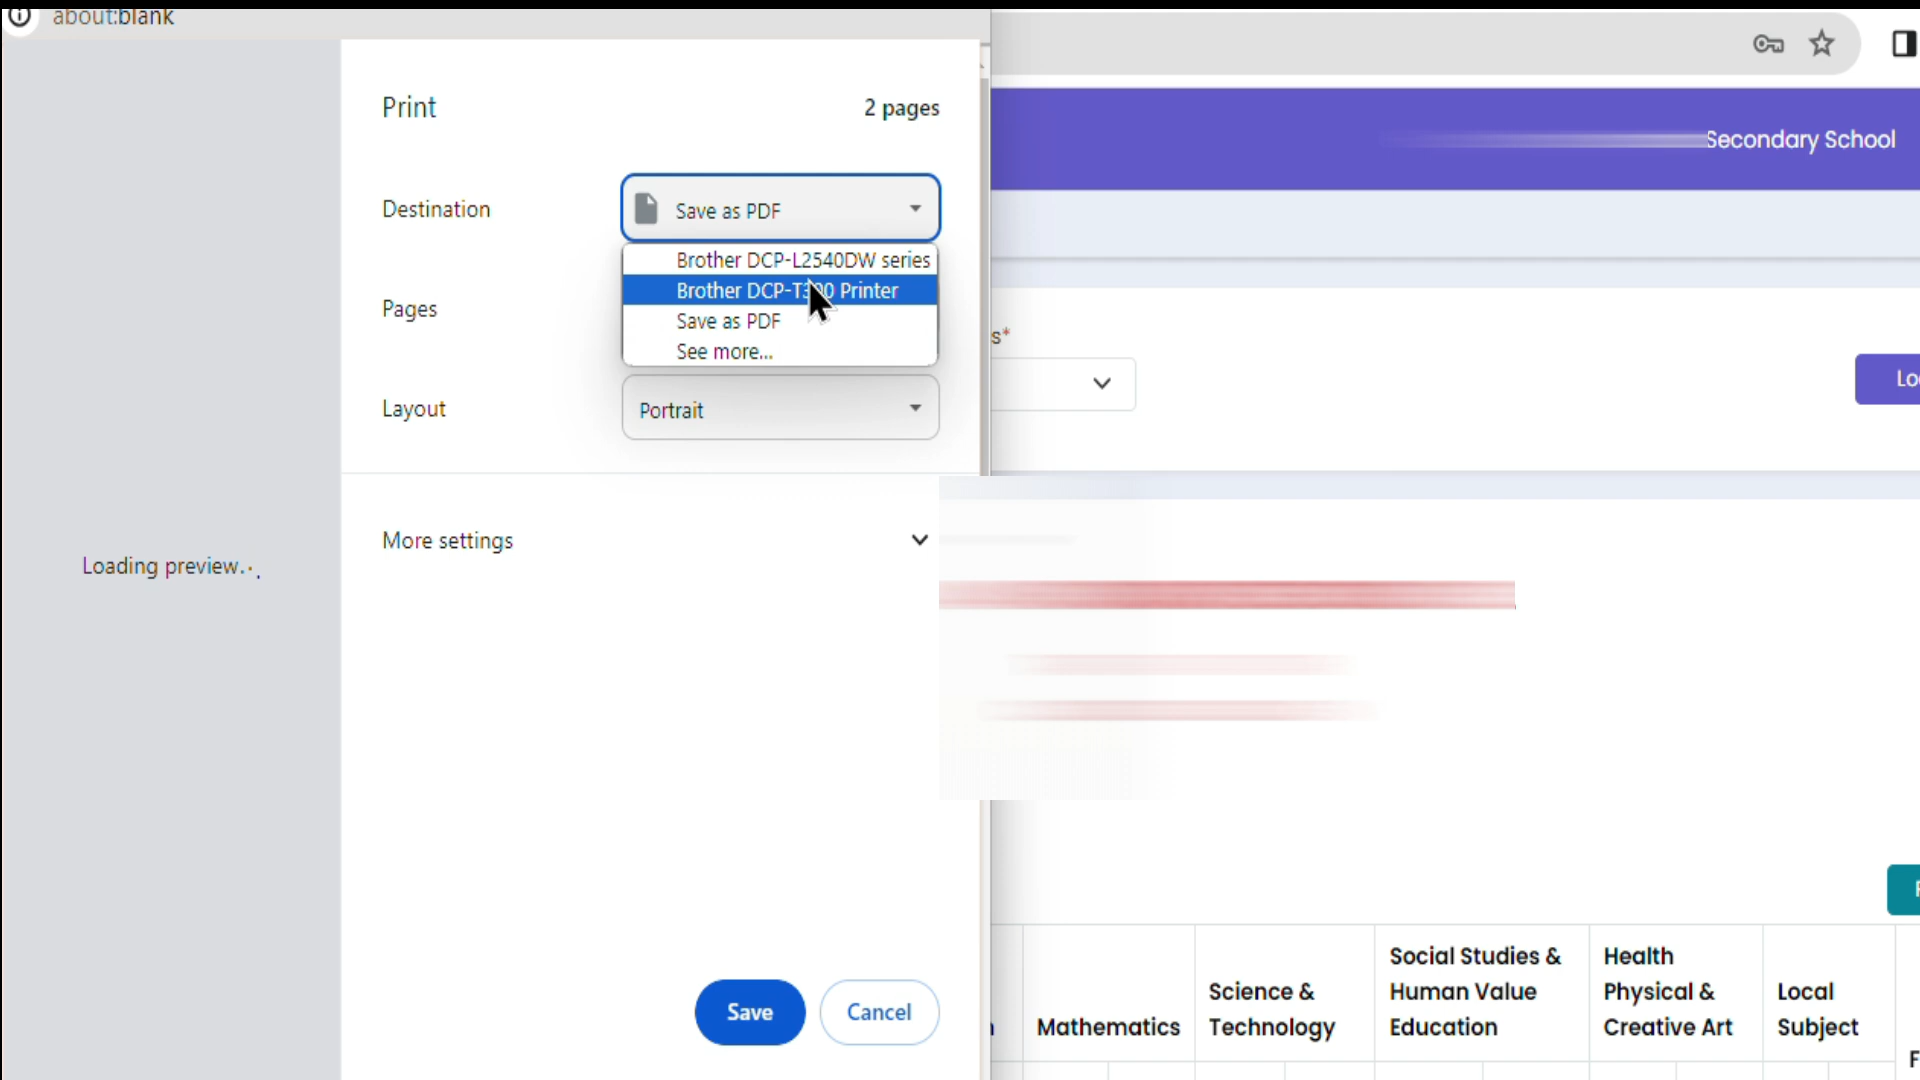 about:blank
Print
2 pages
Secondary School
Destination
Save as PDF
Brother DCP-L2540DW series
Brother DCP-T300 Printer
Save as PDF
See more...
Pages
s*
Layout
Portrait
More settings
Loading preview...
Save
Cancel
Mathematics
Science &
Technology
Social Studies &
Human Value
Education
Health
Physical &
Creative Art
Local
Subject